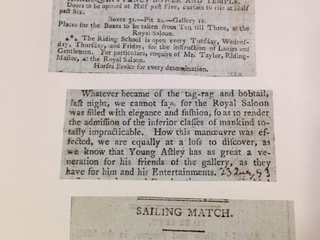 FANCY BOWER AND TEMPLE.
Doors to be opened at Half past Five, curtain to rise at Half
past Six.
Boxes 3s.—Pit 2s.—Gallery 1s.
Places for the Boxes to be taken from Ten till Three, at the
Royal Saloon.
*⁎* The Riding School is open every Tuesday, Wednes-
day, Thursday, and Friday, for the instruction of Ladies and
Gentlemen. For particulars, enquire of Mr. Taylor, Riding-
Master, at the Royal Saloon.
Horses Broke for every denomination.
Whatever became of the tag-rag and bobtail,
last night, we cannot say for the Royal Saloon
was filled with elegance and fashion, so as to render
the admission of the inferior classes of mankind to-
tally impracticable. How this manœuvre was ef-
fected, we are equally at a loss to discover, as
we know that Young Astley has as great a ve-
neration for his friends of the gallery, as they
have for him and his Entertainments.
SAILING MATCH.